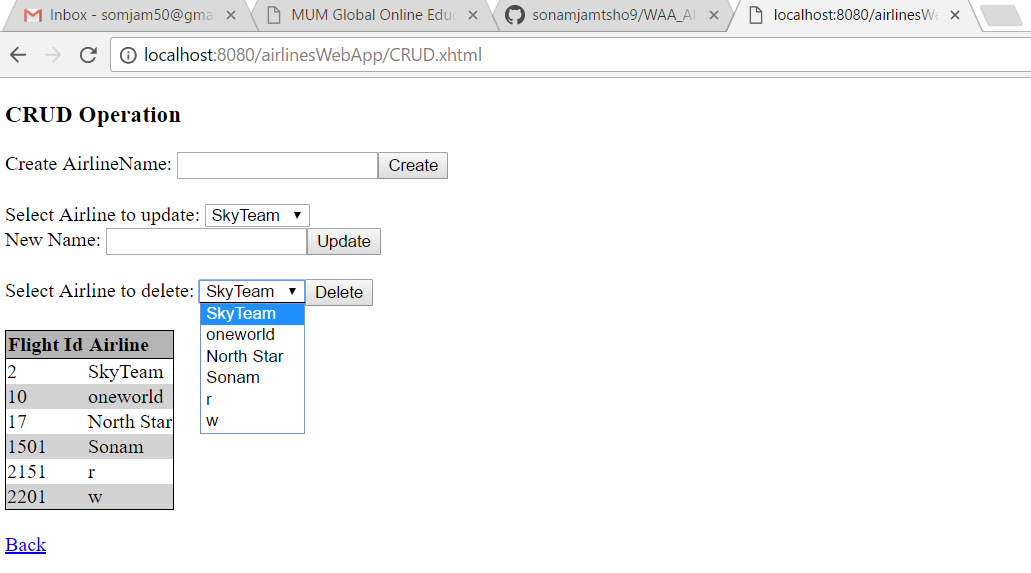 Inbox - somjam50@gma
MUM Global Online Educ
sonamjamtsho9/WAA_A
localhost:8080/airlinesWe
localhost:8080/airlinesWebApp/CRUD.xhtml
CRUD Operation
Create AirlineName: Create
Select Airline to update: SkyTeam
New Name: Update
Select Airline to delete: SkyTeam Delete
SkyTeam
oneworld
North Star
Sonam
r
w
Flight Id Airline
2 SkyTeam
10 oneworld
17 North Star
1501 Sonam
2151 r
2201 w
Back